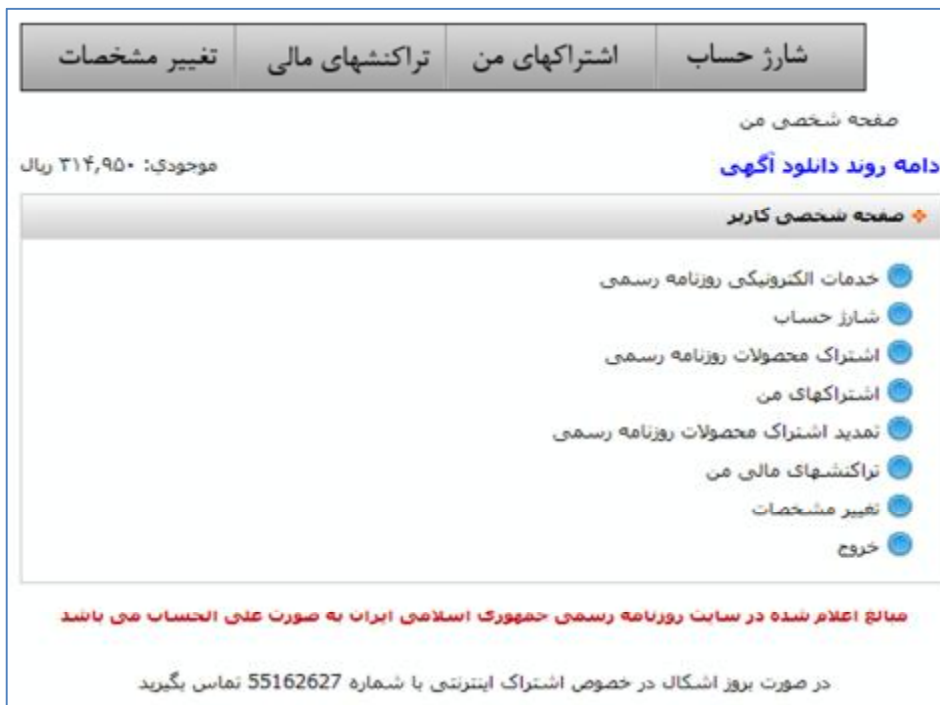 شارژ حساب اشتراکهای من تراکنشهای مالی تغییر مشخصات
صفحه شخصی من
دامه روند دانلود آگهی موجودی: ۳۱۴,۹۵۰ ریال
صفحه شخصی کاربر
خدمات الکترونیکی روزنامه رسمی
شارژ حساب
اشتراک محصولات روزنامه رسمی
اشتراکهای من
تمدید اشتراک محصولات روزنامه رسمی
تراکنشهای مالی من
تغییر مشخصات
خروج
مبالغ اعلام شده در سایت روزنامه رسمی جمهوری اسلامی ایران به صورت علی الحساب می باشد
در صورت بروز اشکال در خصوص اشتراک اینترنتی با شماره 55162627 تماس بگیرید